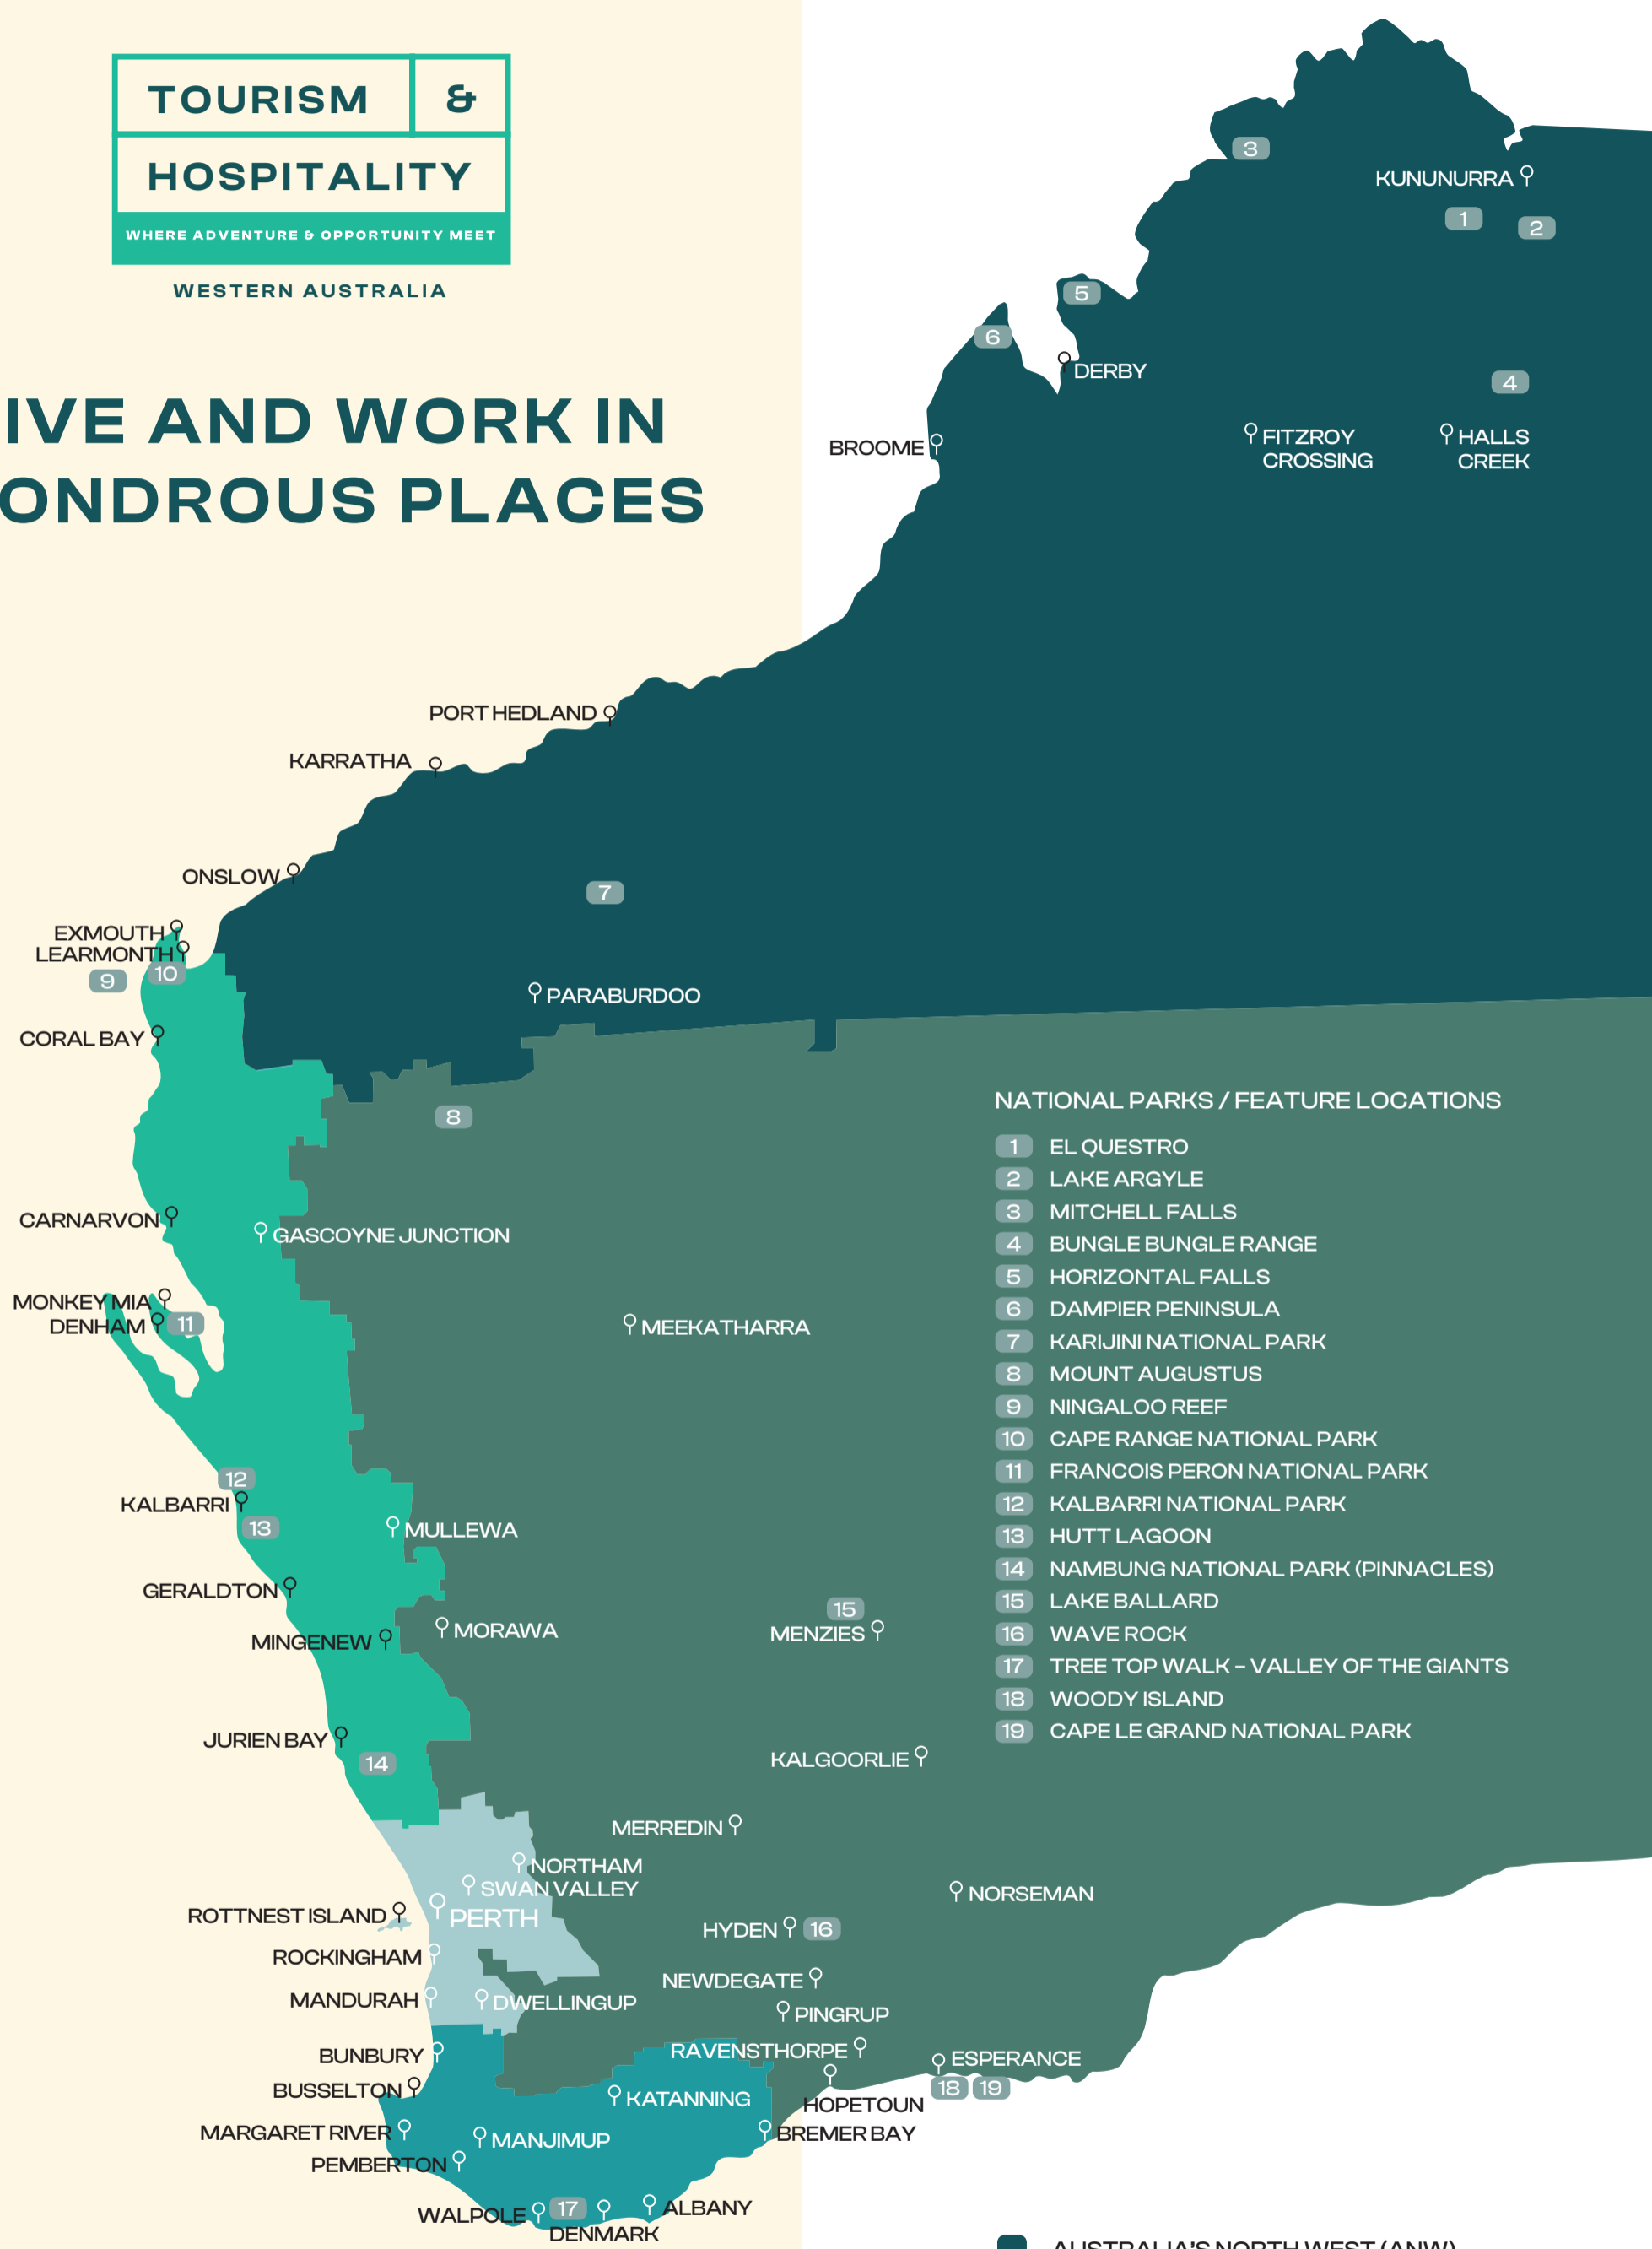 TOURISM &
HOSPITALITY
WHERE ADVENTURE & OPPORTUNITY MEET
WESTERN AUSTRALIA
IVE AND WORK IN
ONDROUS PLACES
3
KUNUNURRA
1
2
5
6
DERBY
4
BROOME
FITZROY
CROSSING
HALLS
CREEK
PORT HEDLAND
KARRATHA
ONSLOW
7
EXMOUTH
LEARMONTH
9
10
PARABURDOO
CORAL BAY
8
CARNARVON
GASCOYNE JUNCTION
MONKEY MIA
DENHAM
11
MEEKATHARRA
12
KALBARRI
13
MULLEWA
GERALDTON
MINGENEW
MORAWA
15
MENZIES
JURIEN BAY
14
KALGOORLIE
MERREDIN
NORTHAM
SWAN VALLEY
ROTTNEST ISLAND
PERTH
NORSEMAN
HYDEN
16
ROCKINGHAM
NEWDEGATE
MANDURAH
DWELLINGUP
PINGRUP
BUNBURY
RAVENSTHORPE
ESPERANCE
18
19
BUSSELTON
KATANNING
HOPETOUN
MARGARET RIVER
MANJIMUP
BREMER BAY
PEMBERTON
WALPOLE
17
DENMARK
ALBANY
NATIONAL PARKS / FEATURE LOCATIONS
1 EL QUESTRO
2 LAKE ARGYLE
3 MITCHELL FALLS
4 BUNGLE BUNGLE RANGE
5 HORIZONTAL FALLS
6 DAMPIER PENINSULA
7 KARIJINI NATIONAL PARK
8 MOUNT AUGUSTUS
9 NINGALOO REEF
10 CAPE RANGE NATIONAL PARK
11 FRANCOIS PERON NATIONAL PARK
12 KALBARRI NATIONAL PARK
13 HUTT LAGOON
14 NAMBUNG NATIONAL PARK (PINNACLES)
15 LAKE BALLARD
16 WAVE ROCK
17 TREE TOP WALK – VALLEY OF THE GIANTS
18 WOODY ISLAND
19 CAPE LE GRAND NATIONAL PARK
AUSTRALIA'S NORTH WEST (ANW)